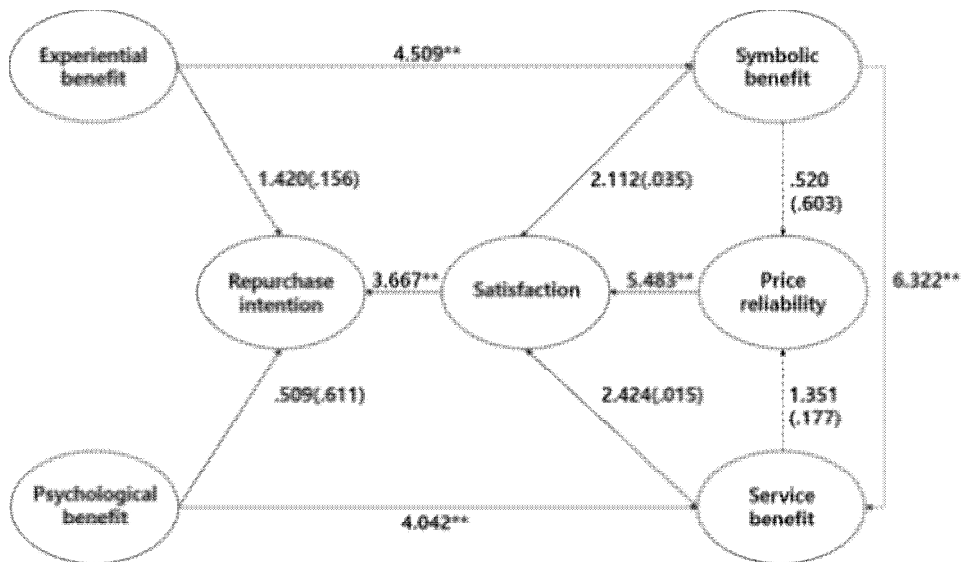 Experiential
benefit
4.509**
Symbolic
benefit
1.420(.156)
2.112(.035)
.520
(.603)
Repurchase
intention
3.667**
Satisfaction
5.483**
Price
reliability
6.322**
.509(.611)
2.424(.015)
1.351
(.177)
Psychological
benefit
4.042**
Service
benefit